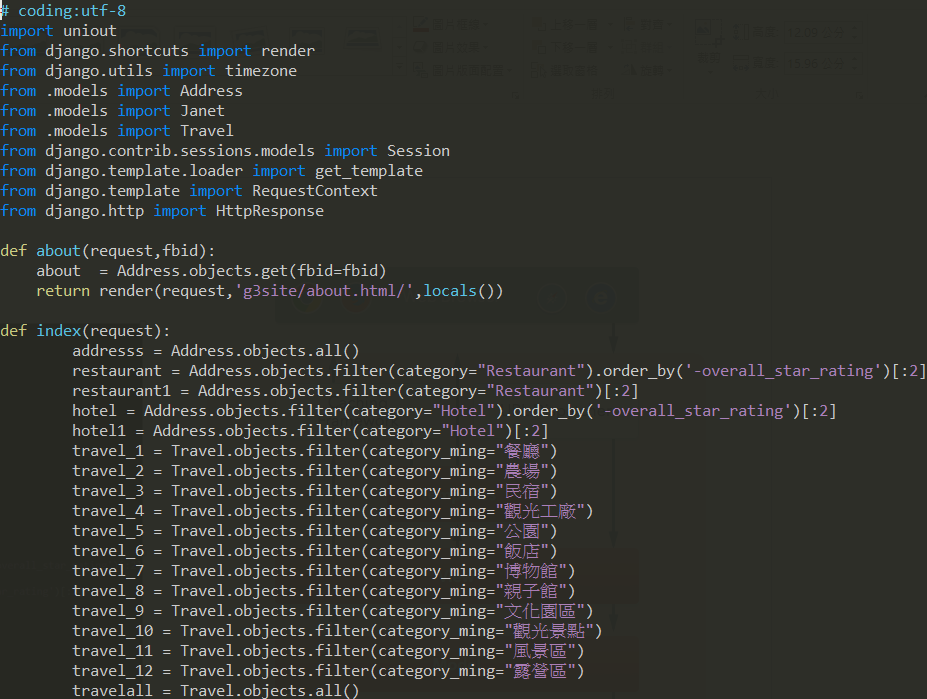 # coding:utf-8
import uniout
from django.shortcuts import render
from django.utils import timezone
from .models import Address
from .models import Janet
from .models import Travel
from django.contrib.sessions.models import Session
from django.template.loader import get_template
from django.template import RequestContext
from django.http import HttpResponse
def about(request,fbid):
    about  = Address.objects.get(fbid=fbid)
    return render(request,'g3site/about.html/',locals())
def index(request):
        addresss = Address.objects.all()
        restaurant = Address.objects.filter(category="Restaurant").order_by('-overall_star_rating')[:2]
        restaurant1 = Address.objects.filter(category="Restaurant")[:2]
        hotel = Address.objects.filter(category="Hotel").order_by('-overall_star_rating')[:2]
        hotel1 = Address.objects.filter(category="Hotel")[:2]
        travel_1 = Travel.objects.filter(category_ming="餐廳")
        travel_2 = Travel.objects.filter(category_ming="農場")
        travel_3 = Travel.objects.filter(category_ming="民宿")
        travel_4 = Travel.objects.filter(category_ming="觀光工廠")
        travel_5 = Travel.objects.filter(category_ming="公園")
        travel_6 = Travel.objects.filter(category_ming="飯店")
        travel_7 = Travel.objects.filter(category_ming="博物館")
        travel_8 = Travel.objects.filter(category_ming="親子館")
        travel_9 = Travel.objects.filter(category_ming="文化園區")
        travel_10 = Travel.objects.filter(category_ming="觀光景點")
        travel_11 = Travel.objects.filter(category_ming="風景區")
        travel_12 = Travel.objects.filter(category_ming="露營區")
        travelall = Travel.objects.all()